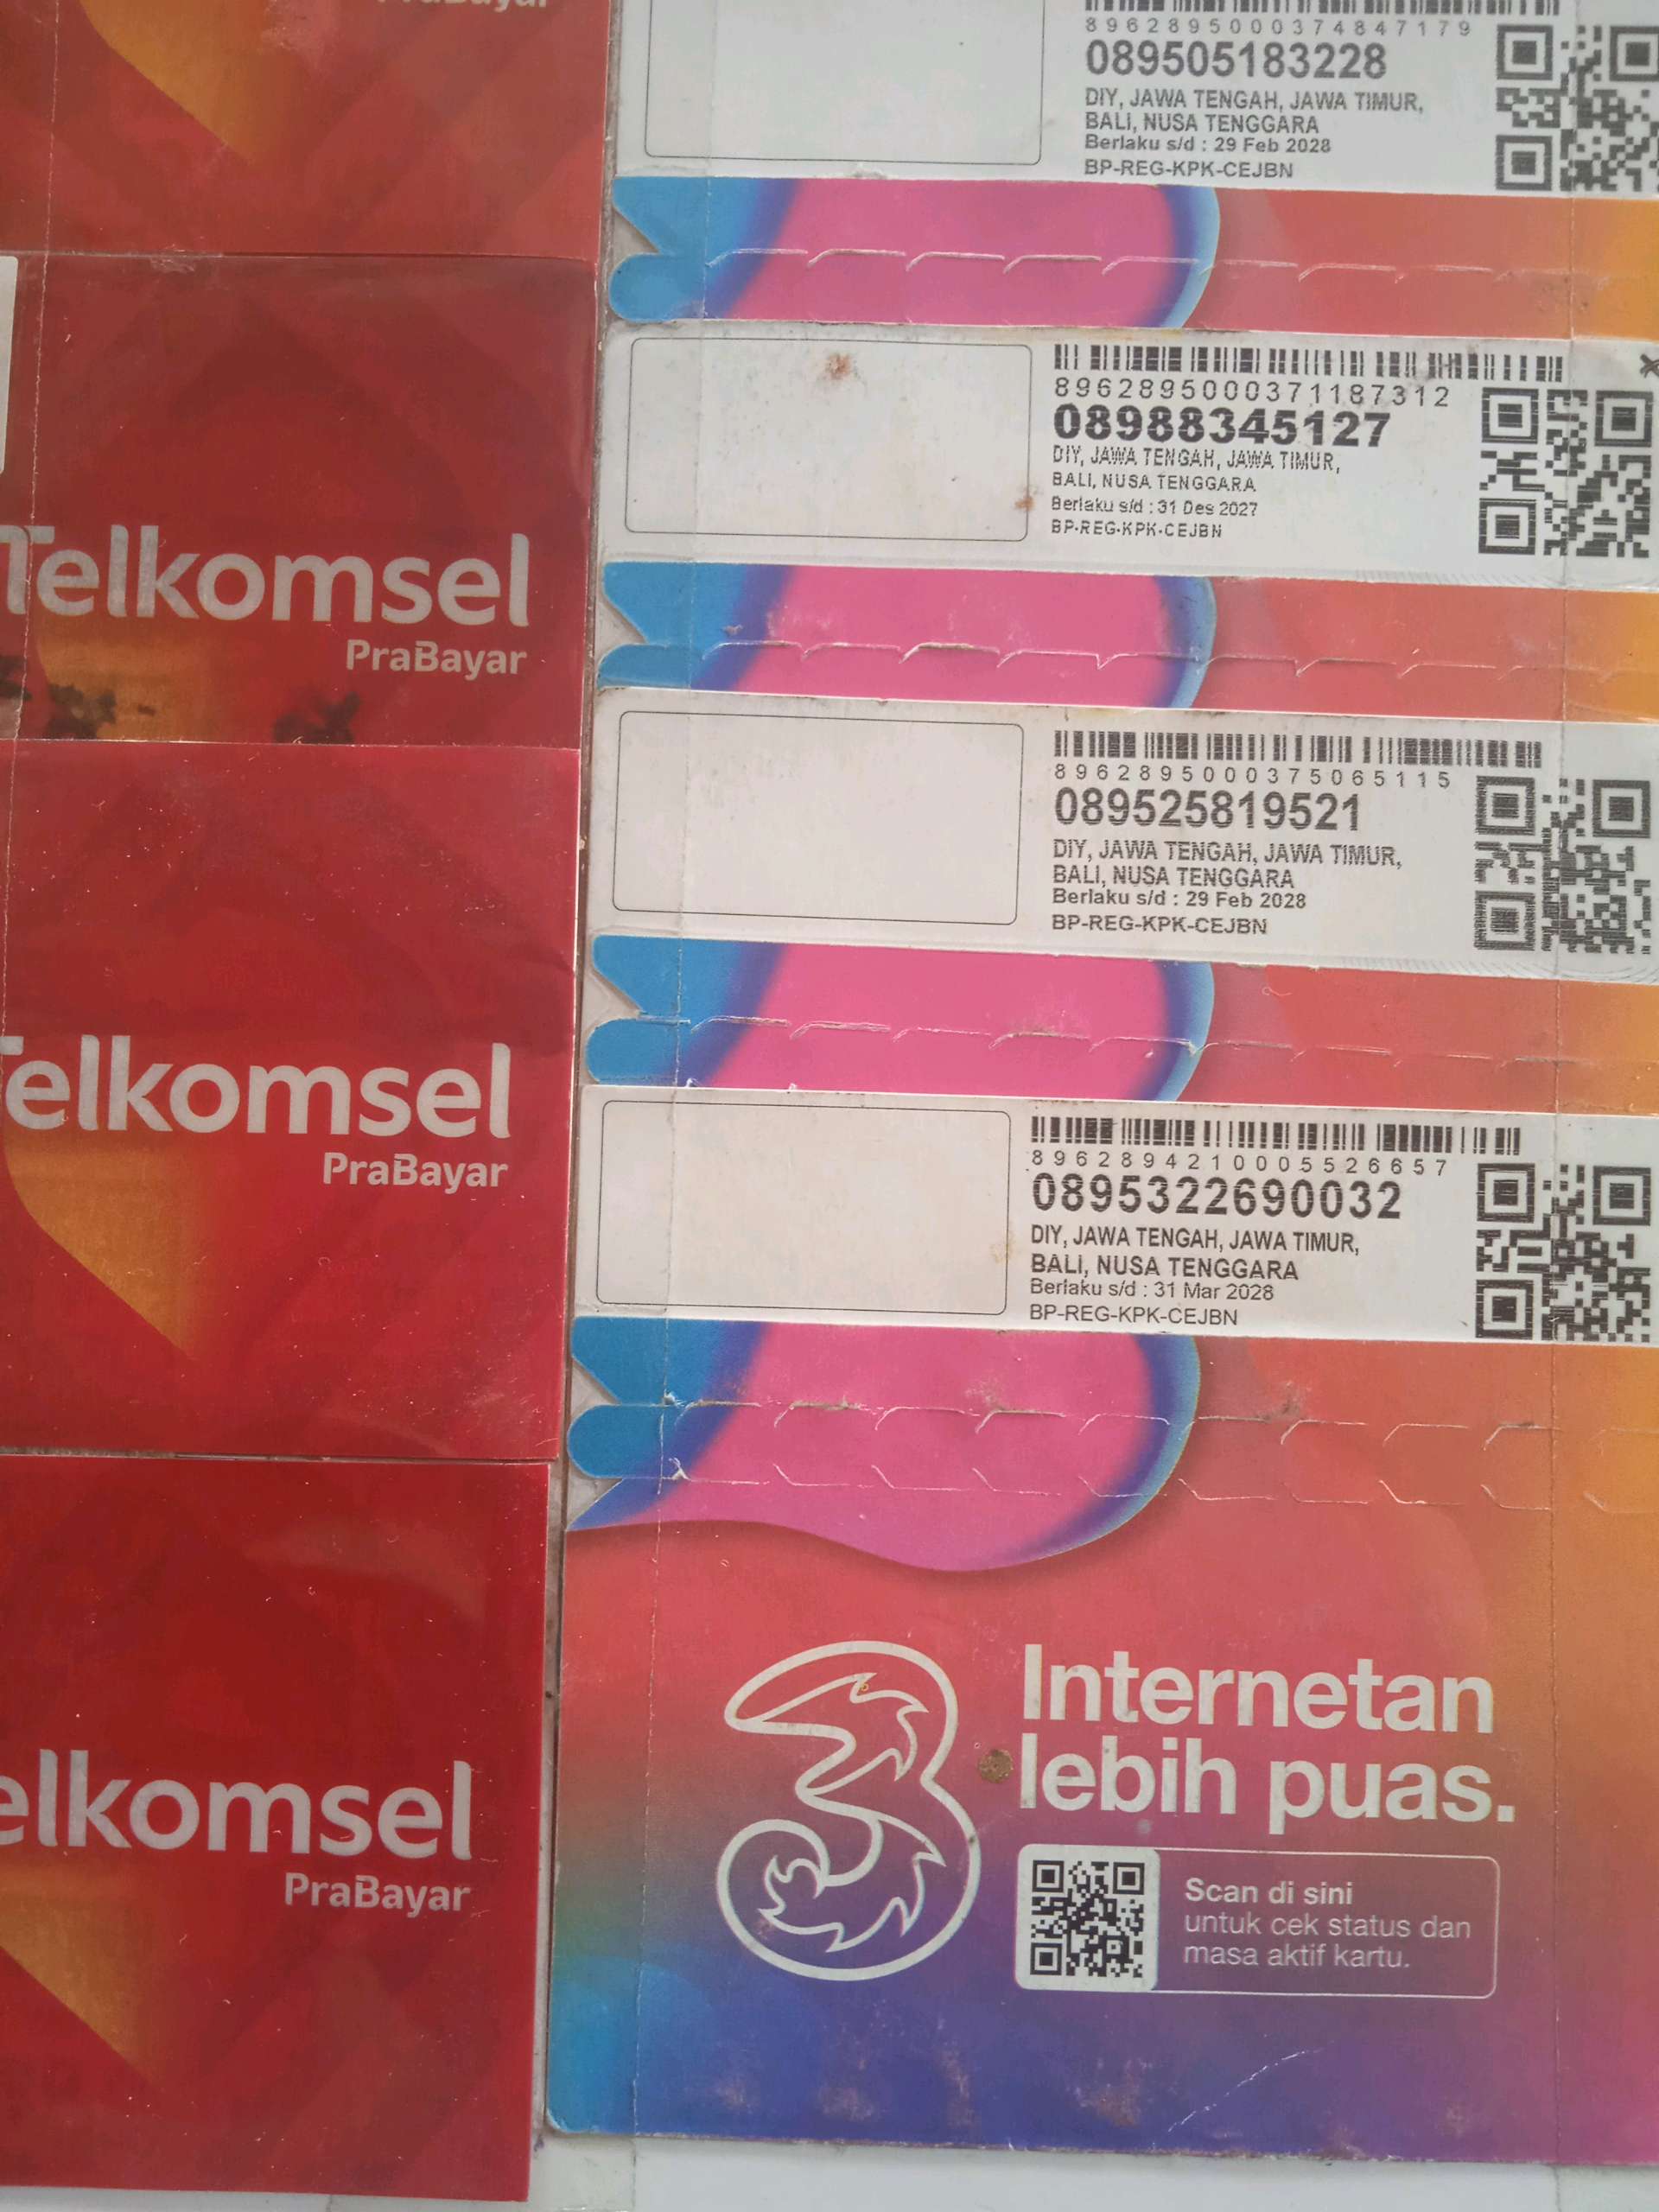 PraBayar
Telkomsel
PraBayar
Telkomsel
PraBayar
elkomsel
PraBayar
8962895000374847179
089505183228
DIY, JAWA TENGAH, JAWA TIMUR,
BALI, NUSA TENGGARA
Berlaku s/d : 29 Feb 2028
BP-REG-KPK-CEJBN
8962895000371187312
08988345127
DIY, JAWA TENGAH, JAWA TIMUR,
BALI, NUSA TENGGARA
Berlaku s/d : 31 Des 2027
BP-REG-KPK-CEJBN
8962895000375065115
089525819521
DIY, JAWA TENGAH, JAWA TIMUR,
BALI, NUSA TENGGARA
Berlaku s/d : 29 Feb 2028
BP-REG-KPK-CEJBN
8962894210005526657
0895322690032
DIY, JAWA TENGAH, JAWA TIMUR,
BALI, NUSA TENGGARA
Berlaku s/d : 31 Mar 2028
BP-REG-KPK-CEJBN
3
Internetan
lebih puas.
Scan di sini
untuk cek status dan
masa aktif kartu.